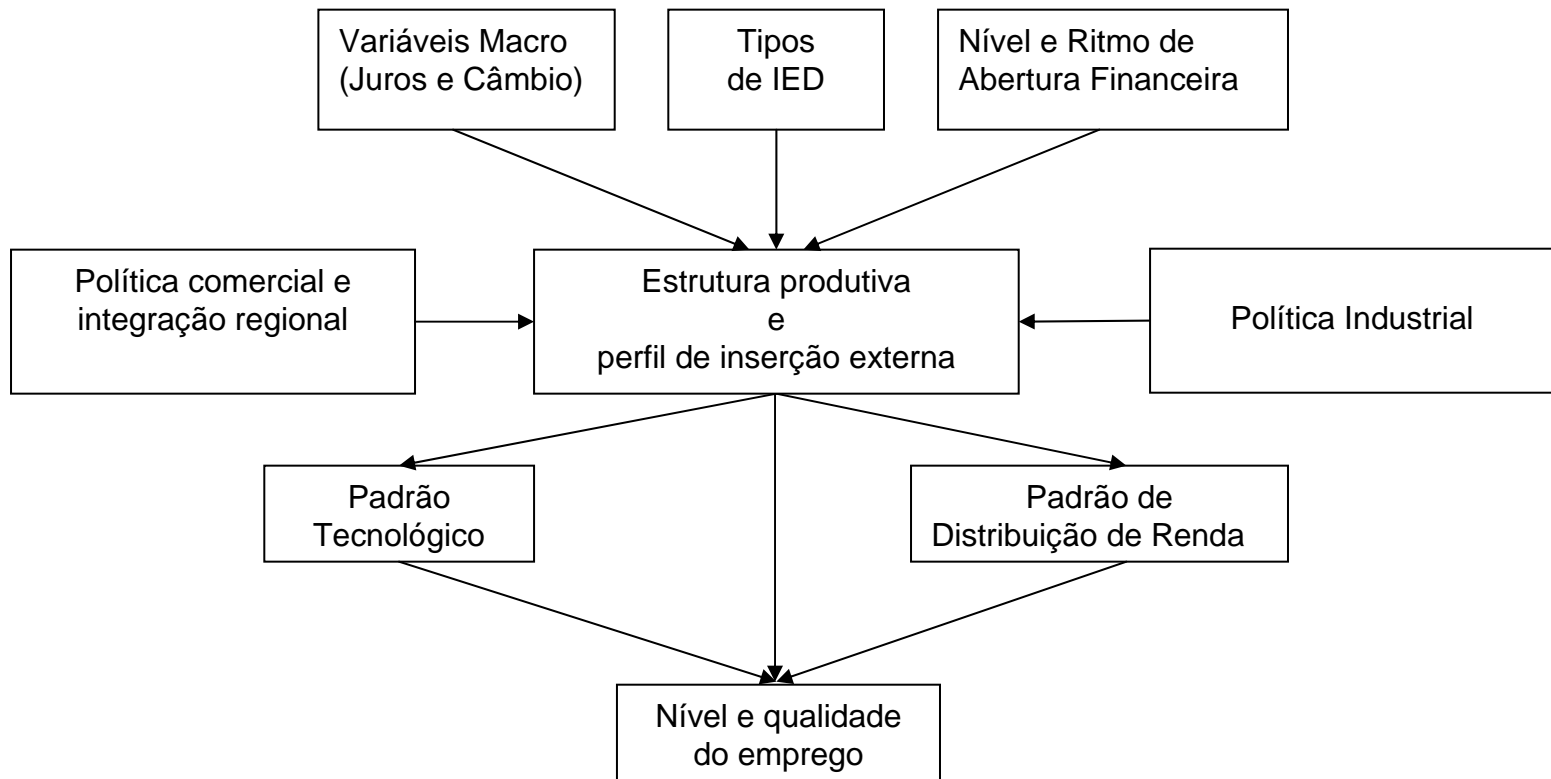 Variáveis Macro
(Juros e Câmbio)
Tipos
de IED
Nível e Ritmo de
Abertura Financeira
Política comercial e
integração regional
Estrutura produtiva
e
perfil de inserção externa
Política Industrial
Padrão
Tecnológico
Padrão de
Distribuição de Renda
Nível e qualidade
do emprego